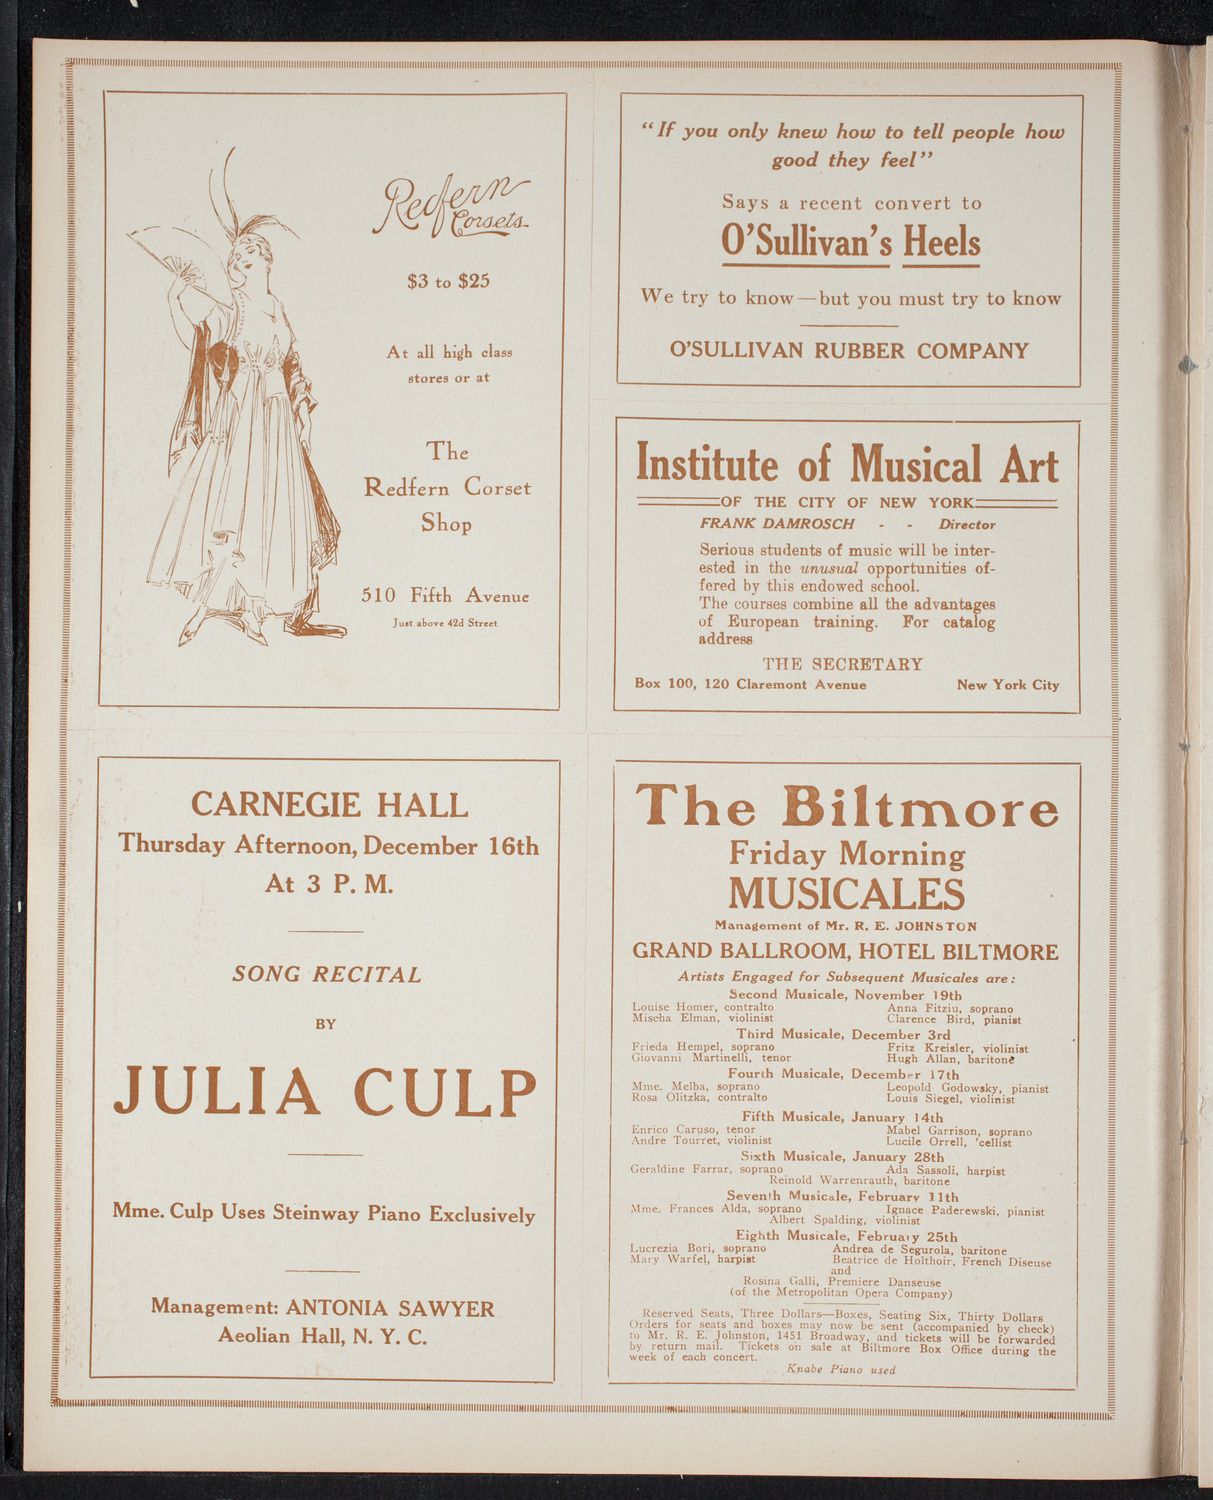 Redfern
Corsets
$3 to $25
At all high class
stores or at
The
Redfern Corset
Shop
510 Fifth Avenue
Just above 42d Street
"If you only knew how to tell people how
good they feel"
Says a recent convert to
O'Sullivan's Heels
We try to know—but you must try to know
O'SULLIVAN RUBBER COMPANY
Institute of Musical Art
OF THE CITY OF NEW YORK
FRANK DAMROSCH - - Director
Serious students of music will be inter-
ested in the unusual opportunities of-
fered by this endowed school.
The courses combine all the advantages
of European training. For catalog
address
THE SECRETARY
Box 100, 120 Claremont Avenue New York City
CARNEGIE HALL
Thursday Afternoon, December 16th
At 3 P. M.
SONG RECITAL
BY
JULIA CULP
Mme. Culp Uses Steinway Piano Exclusively
Management: ANTONIA SAWYER
Aeolian Hall, N. Y. C.
The Biltmore
Friday Morning
MUSICALES
Management of Mr. R. E. JOHNSTON
GRAND BALLROOM, HOTEL BILTMORE
Artists Engaged for Subsequent Musicales are:
Second Musicale, November 19th
Louise Homer, contralto Anna Fitziu, soprano
Mischa Elman, violinist Clarence Bird, pianist
Third Musicale, December 3rd
Frieda Hempel, soprano Fritz Kreisler, violinist
Giovanni Martinelli, tenor Hugh Allan, baritone
Fourth Musicale, December 17th
Mme. Melba, soprano Leopold Godowsky, pianist
Rosa Olitzka, contralto Louis Siegel, violinist
Fifth Musicale, January 14th
Enrico Caruso, tenor Mabel Garrison, soprano
Andre Tourret, violinist Lucile Orrell, 'cellist
Sixth Musicale, January 28th
Geraldine Farrar, soprano Ada Sassoli, harpist
Reinold Warrenrauth, baritone
Seventh Musicale, February 11th
Mme. Frances Alda, soprano Ignace Paderewski, pianist
Albert Spalding, violinist
Eighth Musicale, February 25th
Lucrezia Bori, soprano Andrea de Segurola, baritone
Mary Warfel, harpist Beatrice de Holthoir, French Diseuse
and
Rosina Galli, Premiere Danseuse
(of the Metropolitan Opera Company)
Reserved Seats, Three Dollars—Boxes, Seating Six, Thirty Dollars
Orders for seats and boxes may now be sent (accompanied by check)
to Mr. R. E. Johnston, 1451 Broadway, and tickets will be forwarded
by return mail. Tickets on sale at Biltmore Box Office during the
week of each concert.
Knabe Piano used